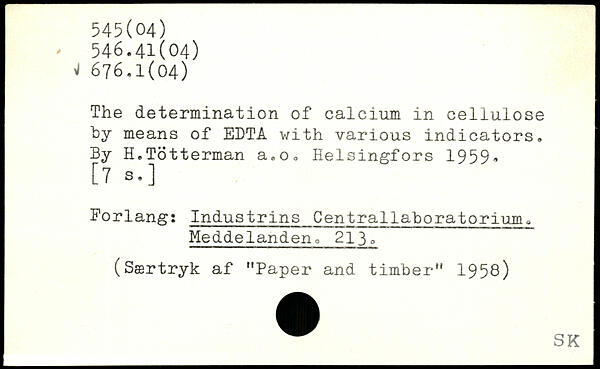 545(04)
546.41(04)
√ 676.1(04)
The determination of calcium in cellulose
by means of EDTA with various indicators.
By H.Tötterman a.o. Helsingfors 1959.
[7 s.]
Forlang: Industrins Centrallaboratorium.
Meddelanden. 213.
(Særtryk af "Paper and timber" 1958)
SK